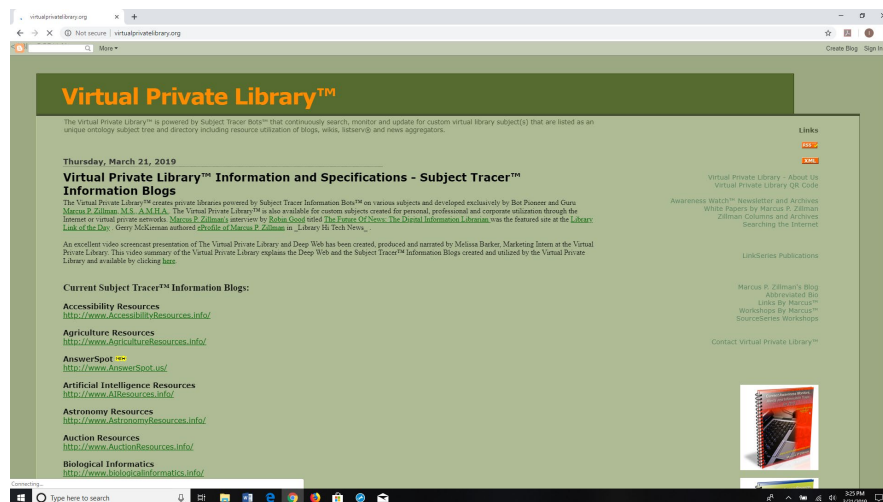 virtualprivatelibrary.org
Not secure | virtualprivatelibrary.org
More
Create Blog Sign In
Virtual Private Library™
The Virtual Private Library™ is powered by Subject Tracer Bots™ that continuously search, monitor and update for custom virtual library subject(s) that are listed as an
unique ontology subject tree and directory including resource utilization of blogs, wikis, listserv® and news aggregators.
Thursday, March 21, 2019
Virtual Private Library™ Information and Specifications - Subject Tracer™
Information Blogs
The Virtual Private Library™ creates private libraries powered by Subject Tracer Information Bots™ on various subjects and developed exclusively by Bot Pioneer and Guru
Marcus P. Zillman, M.S., A.M.H.A. The Virtual Private Library™ is also available for custom subjects created for personal, professional and corporate utilization through the
Internet or virtual private networks. Marcus P. Zillman's interview by Robin Good titled The Future Of News: The Digital Information Librarian was the featured site at the Library
Link of the Day . Gerry McKiernan authored eProfile of Marcus P. Zillman in _Library Hi Tech News_ .
An excellent video screencast presentation of The Virtual Private Library and Deep Web has been created, produced and narrated by Melissa Barker, Marketing Intern at the Virtual
Private Library. This video summary of the Virtual Private Library explains the Deep Web and the Subject Tracer™ Information Blogs created and utilized by the Virtual Private
Library and available by clicking here.
Current Subject Tracer™ Information Blogs:
Accessibility Resources
http://www.AccessibilityResources.info/
Agriculture Resources
http://www.AgricultureResources.info/
AnswerSpot NEW
http://www.AnswerSpot.us/
Artificial Intelligence Resources
http://www.AIResources.info/
Astronomy Resources
http://www.AstronomyResources.info/
Auction Resources
http://www.AuctionResources.info/
Biological Informatics
http://www.biologicalinformatics.info/
Links
RSS
XML
Virtual Private Library - About Us
Virtual Private Library QR Code
Awareness Watch™ Newsletter and Archives
White Papers by Marcus P. Zillman
Zillman Columns and Archives
Searching the Internet
LinkSeries Publications
Marcus P. Zillman's Blog
Abbreviated Bio
Links By Marcus™
Workshops By Marcus™
SourceSeries Workshops
Contact Virtual Private Library™
Connecting...
Type here to search
3:25 PM
3/21/2019